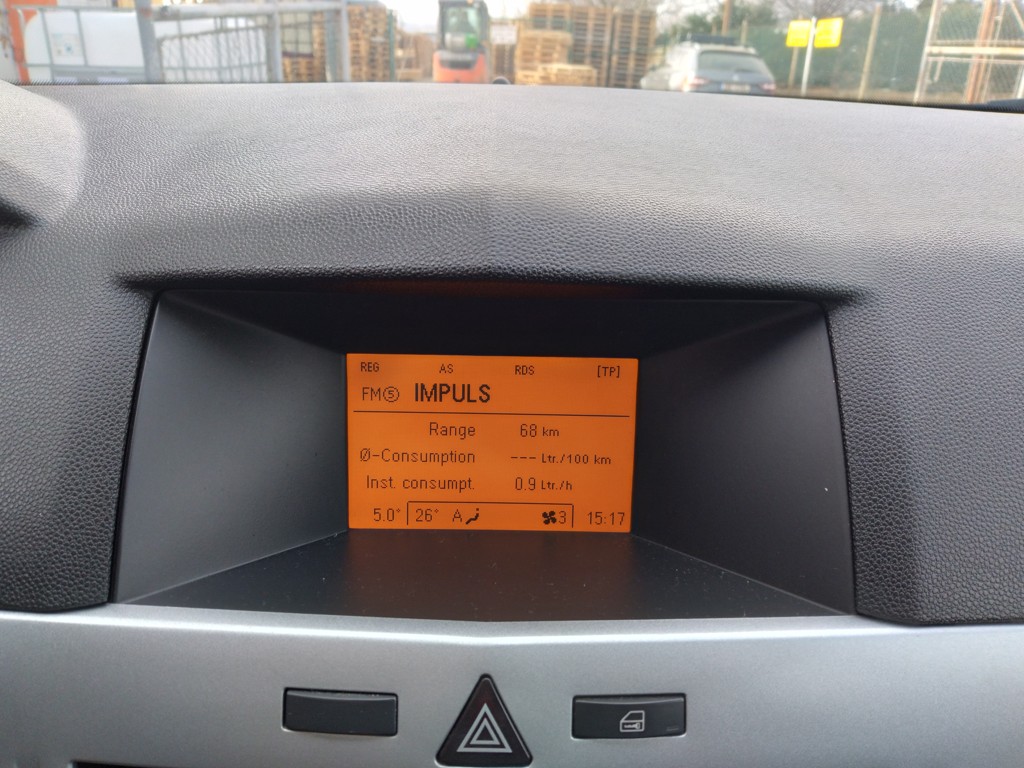 REG AS RDS [TP]
FM⑤ IMPULS
Range 68 km
Ø-Consumption --- Ltr./100 km
Inst. consumpt. 0.9 Ltr./h
5.0° 26° A 3 15:17